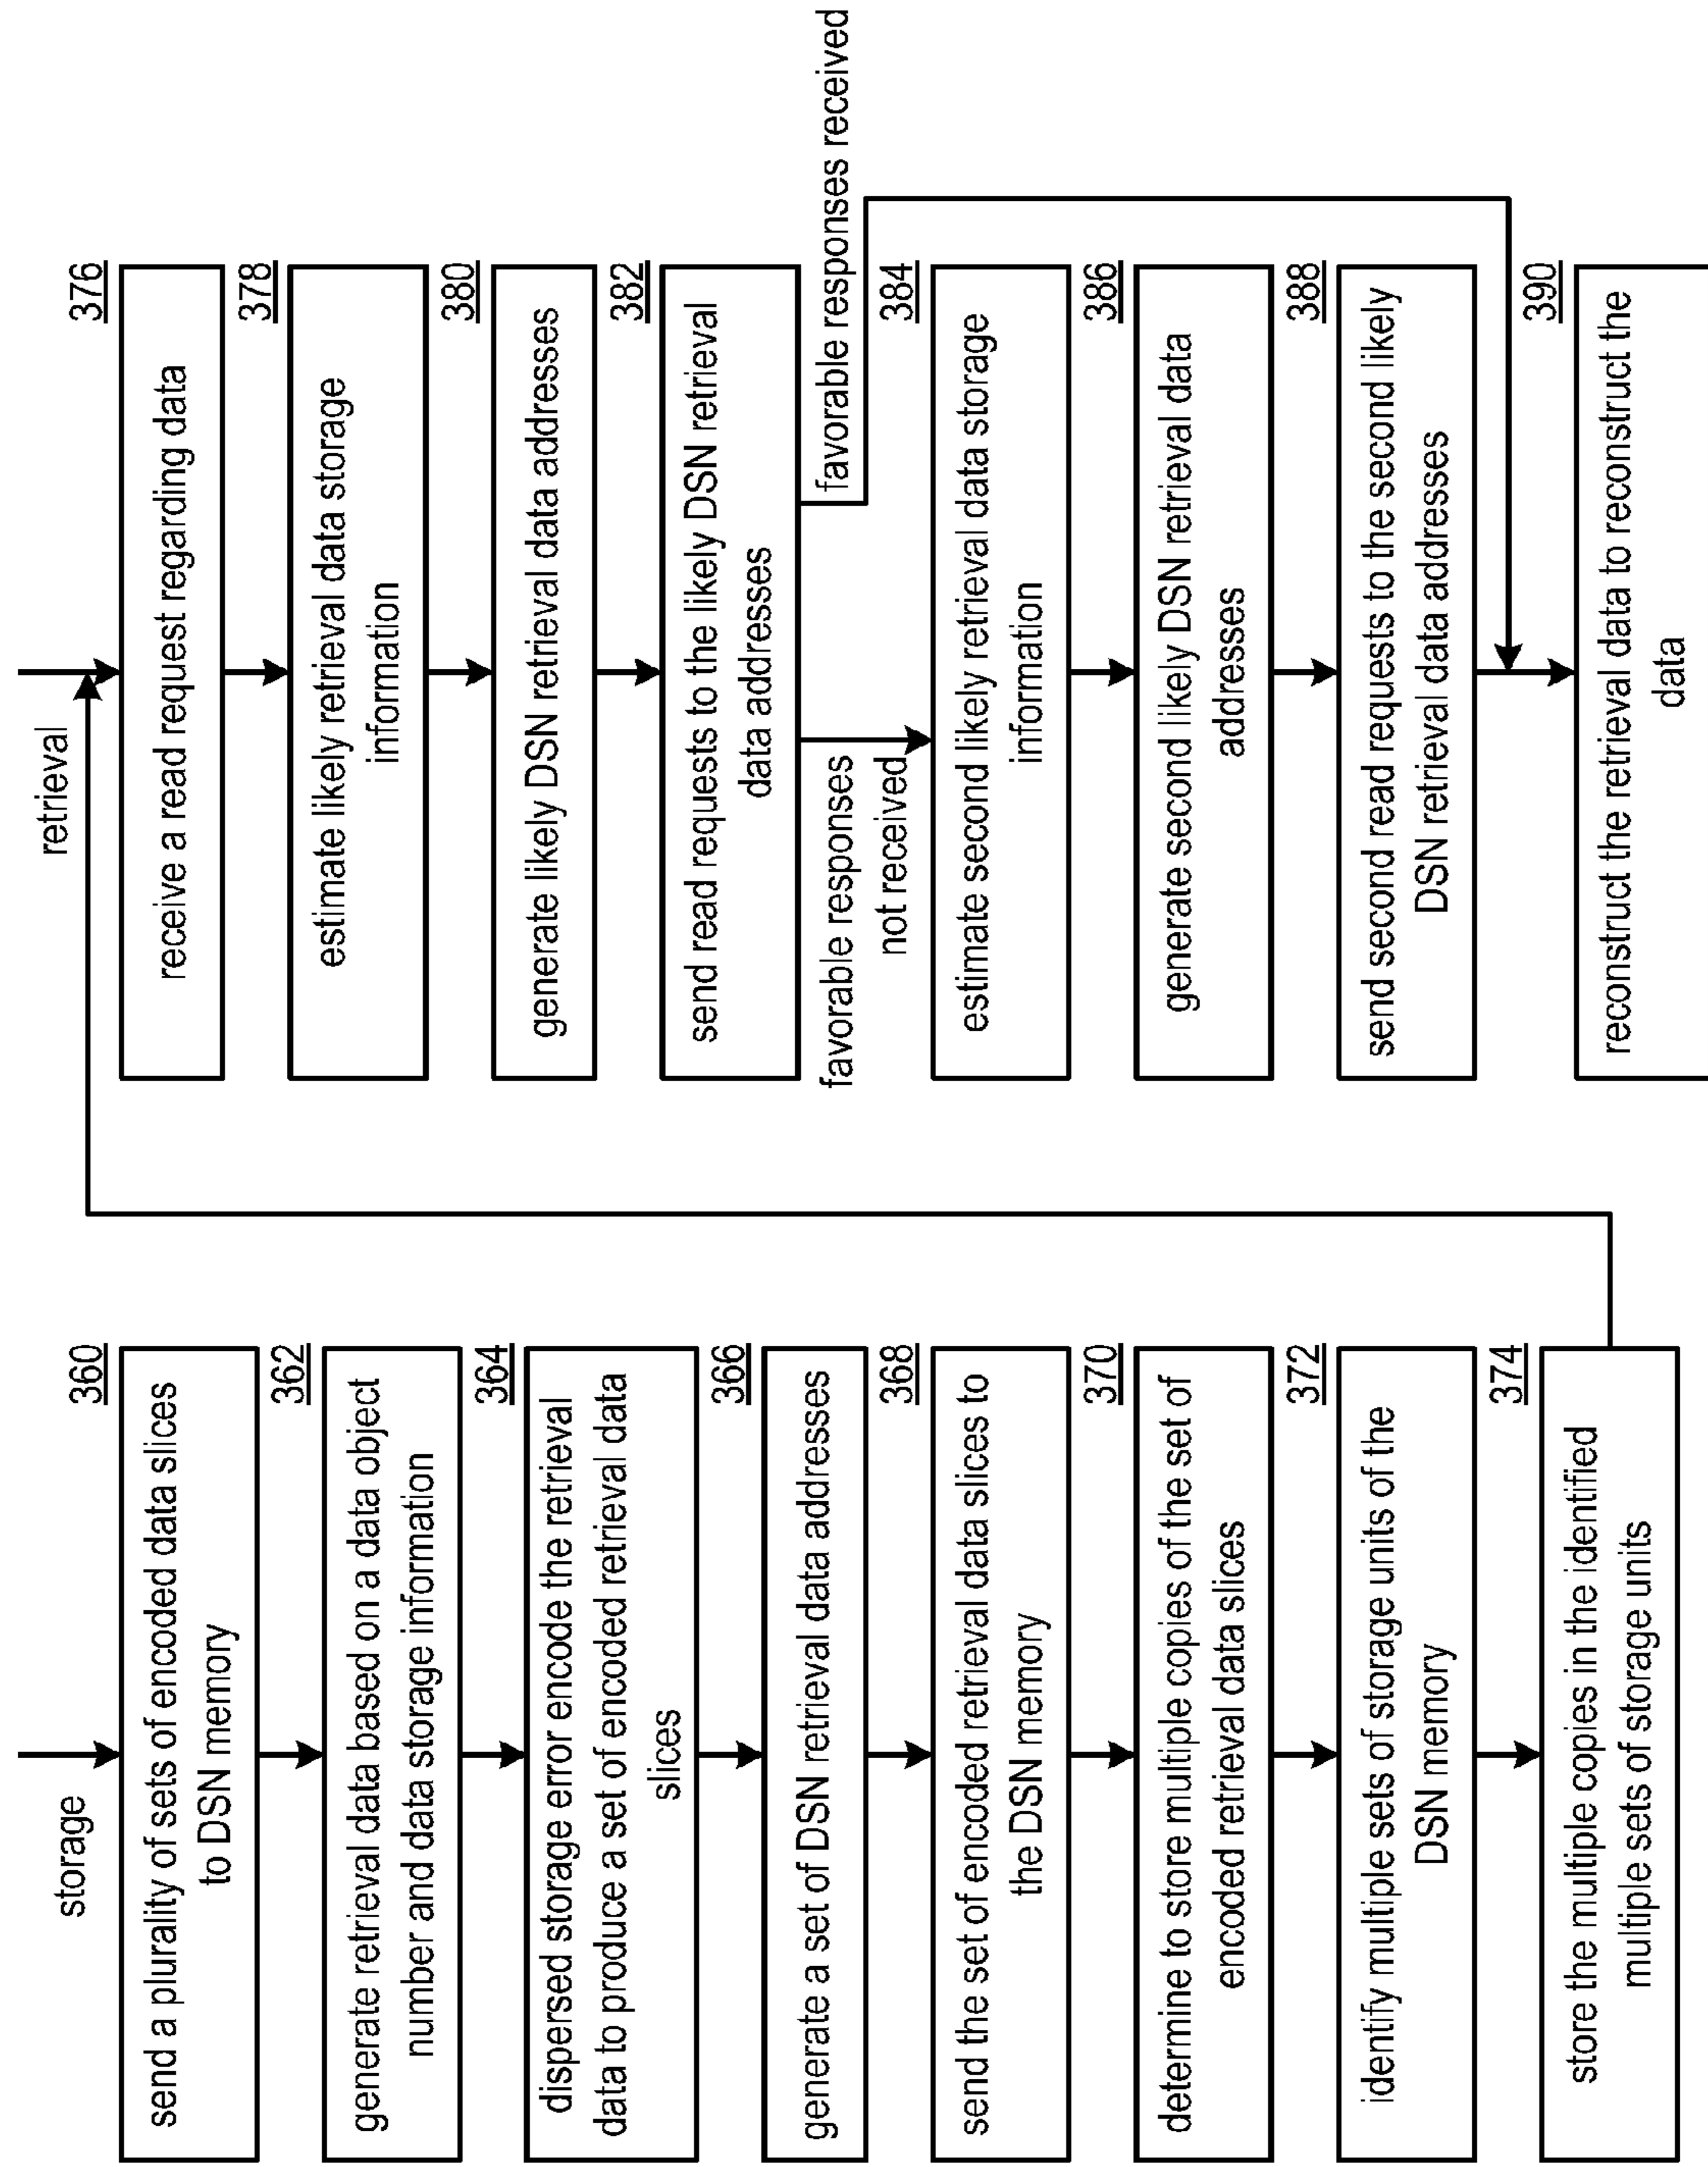 storage
360
send a plurality of sets of encoded data slices
to DSN memory
362
generate retrieval data based on a data object
number and data storage information
364
dispersed storage error encode the retrieval
data to produce a set of encoded retrieval data
slices
366
generate a set of DSN retrieval data addresses
368
send the set of encoded retrieval data slices to
the DSN memory
370
determine to store multiple copies of the set of
encoded retrieval data slices
372
identify multiple sets of storage units of the
DSN memory
374
store the multiple copies in the identified
multiple sets of storage units
retrieval
376
receive a read request regarding data
378
estimate likely retrieval data storage
information
380
generate likely DSN retrieval data addresses
382
send read requests to the likely DSN retrieval
data addresses
favorable responses
not received
favorable responses received
384
estimate second likely retrieval data storage
information
386
generate second likely DSN retrieval data
addresses
388
send second read requests to the second likely
DSN retrieval data addresses
390
reconstruct the retrieval data to reconstruct the
data